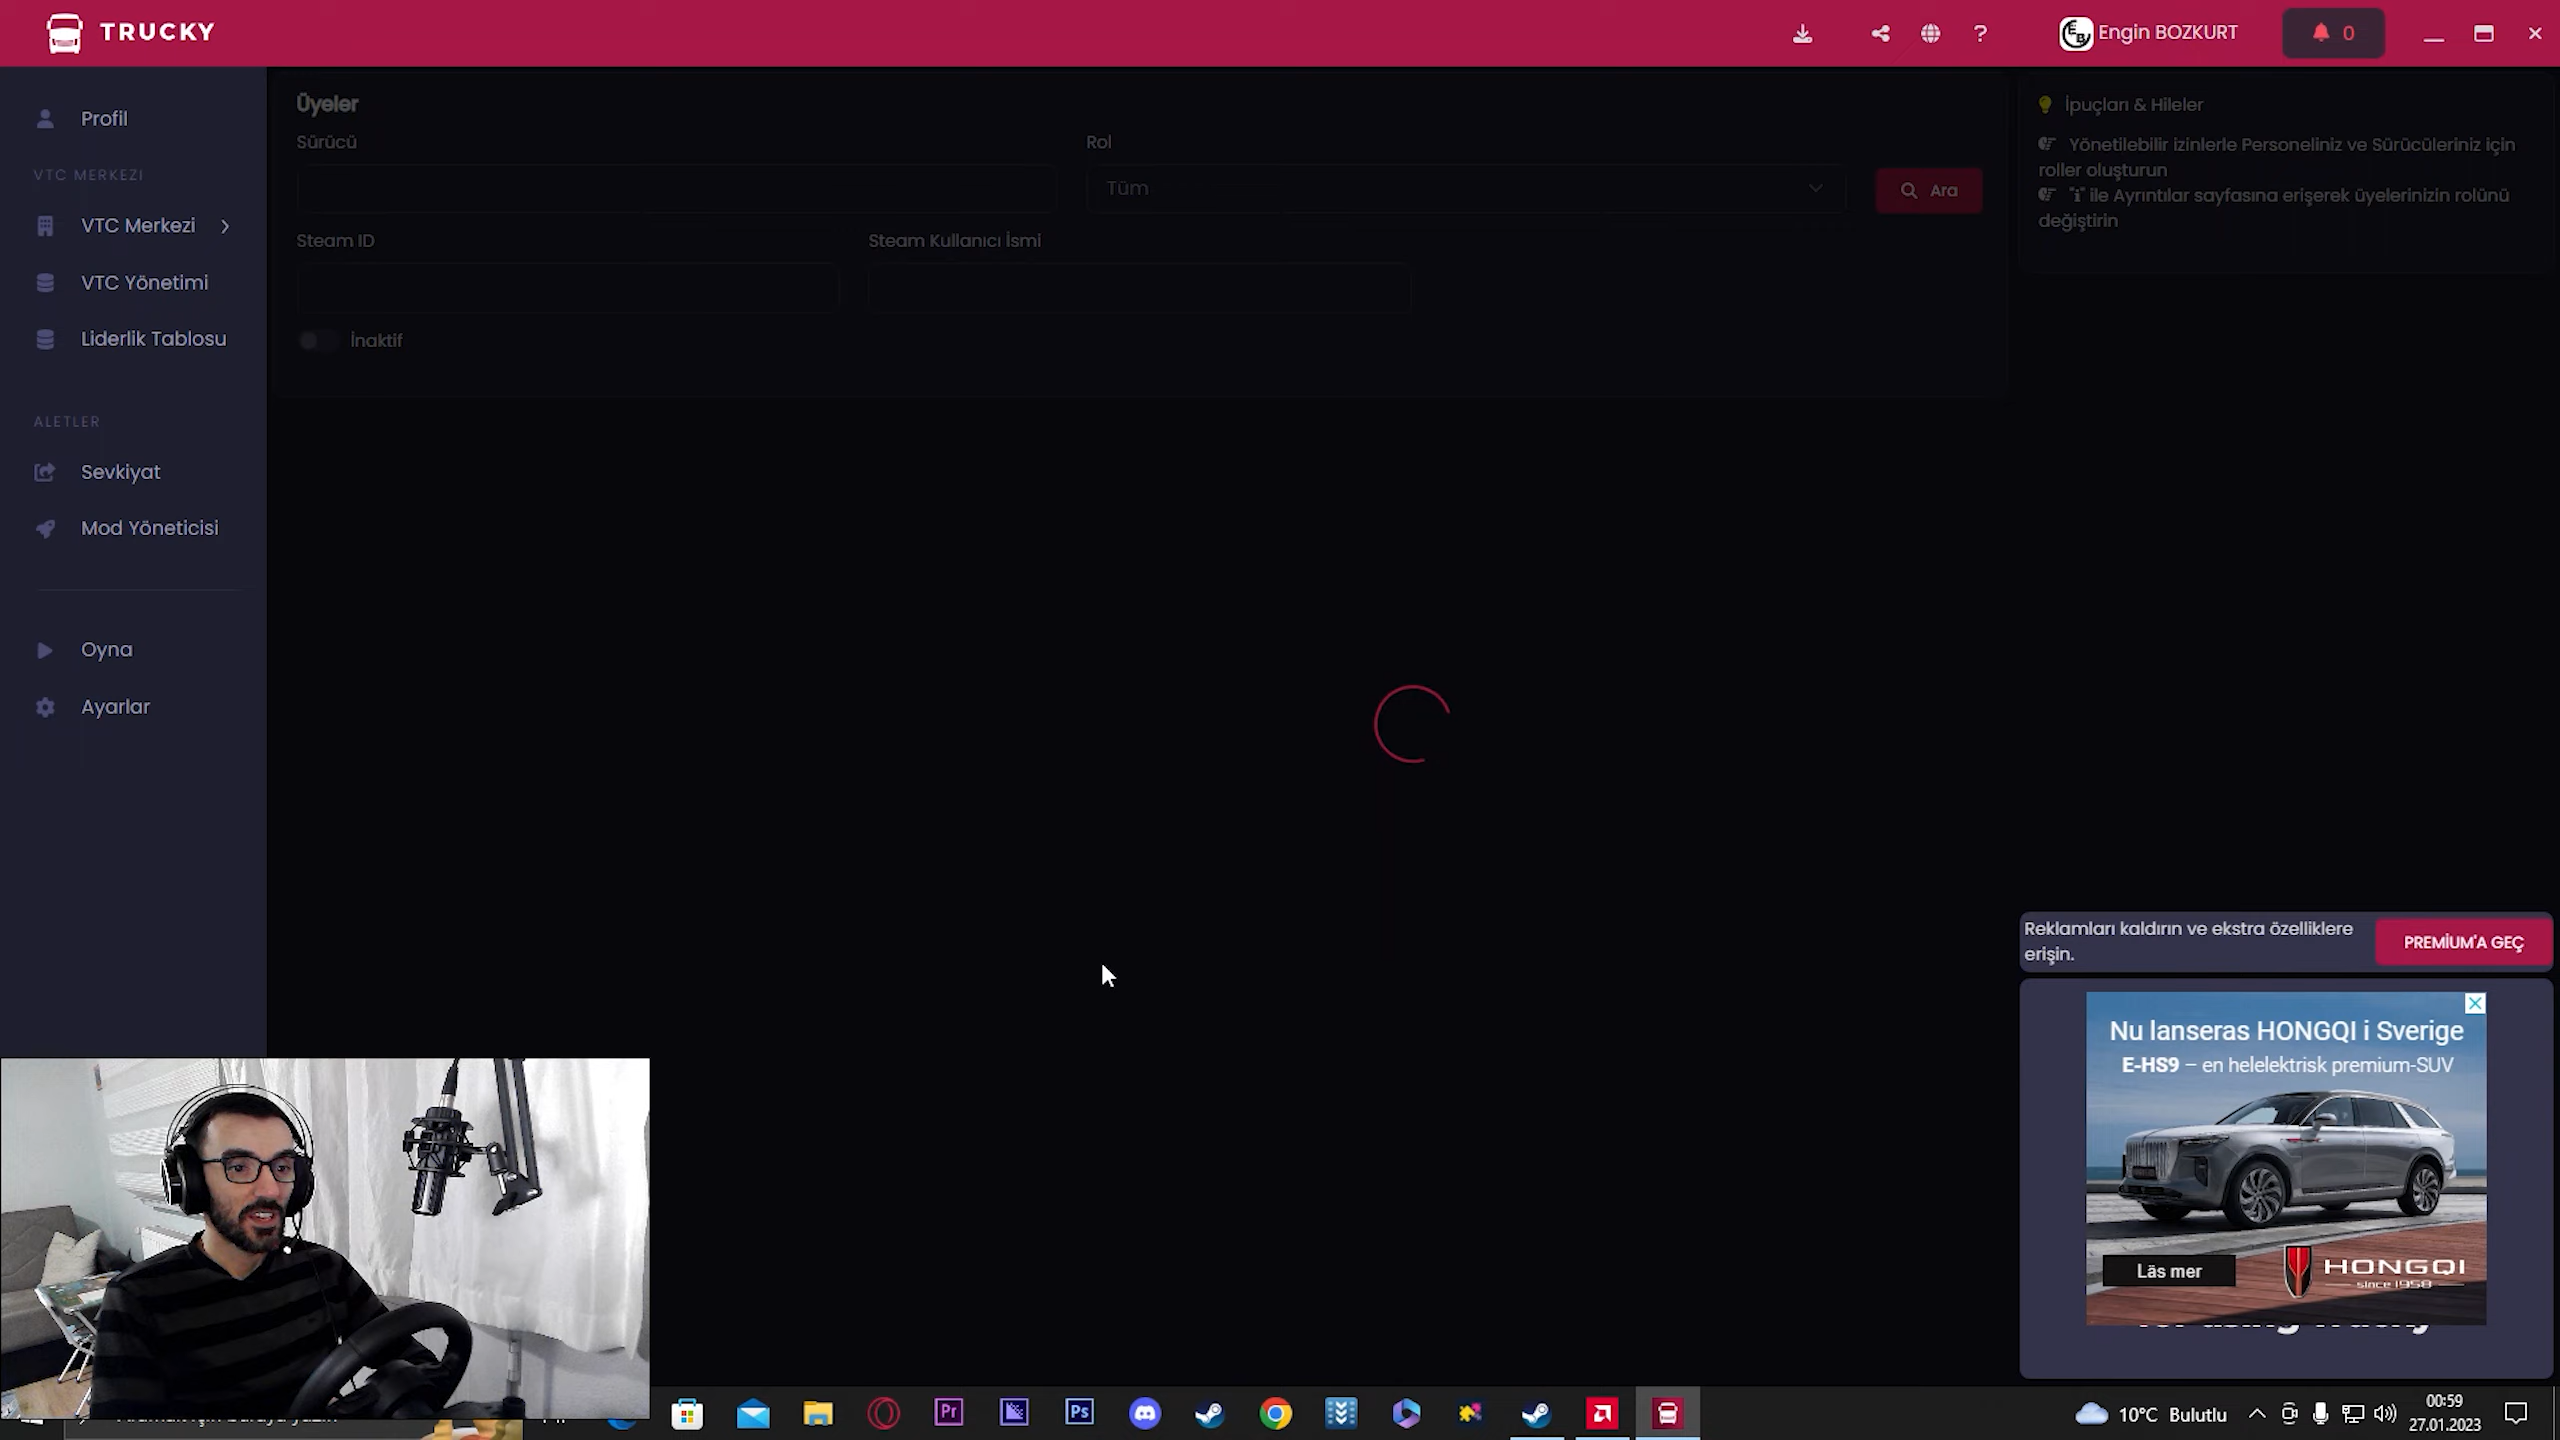 TRUCKY
Engin BOZKURT
0
Profil
VTC MERKEZI
VTC Merkezi
VTC Yönetimi
Liderlik Tablosu
ALETLER
Sevkiyat
Mod Yöneticisi
Oyna
Ayarlar
Üyeler
Sürücü
Rol
Tüm
Ara
Steam ID
Steam Kullanıcı İsmi
İnaktif
İpuçları & Hileler
Yönetilebilir izinlerle Personeliniz ve Sürücüleriniz için
roller oluşturun
"i" ile Ayrıntılar sayfasına erişerek üyelerinizin rolünü
değiştirin
Reklamları kaldırın ve ekstra özelliklere
erişin.
PREMİUM'A GEÇ
Nu lanseras HONGQI i Sverige
E-HS9 – en helelektrisk premium-SUV
Läs mer
HONGQI
since 1958
Pr
Ps
10°C Bulutlu
00:59
27.01.2023